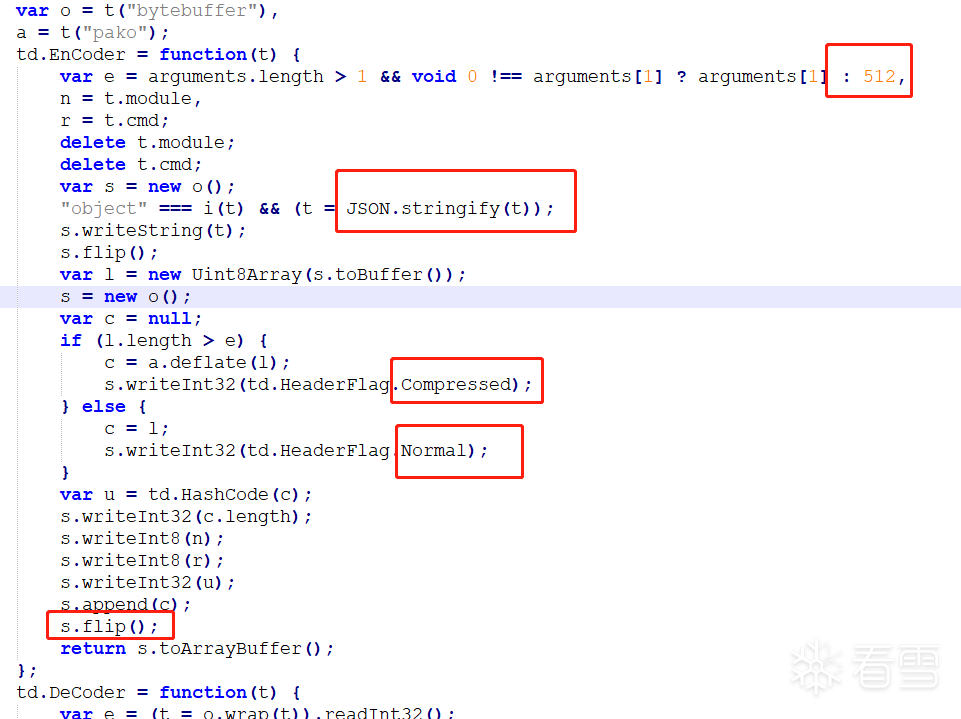 var o = t("bytebuffer"),
a = t("pako");
td.EnCoder = function(t) {
var e = arguments.length > 1 && void 0 !== arguments[1] ? arguments[1] : 512,
n = t.module,
r = t.cmd;
delete t.module;
delete t.cmd;
var s = new o();
"object" === i(t) && (t = JSON.stringify(t));
s.writeString(t);
s.flip();
var l = new Uint8Array(s.toBuffer());
s = new o();
var c = null;
if (l.length > e) {
c = a.deflate(l);
s.writeInt32(td.HeaderFlag.Compressed);
} else {
c = l;
s.writeInt32(td.HeaderFlag.Normal);
}
var u = td.HashCode(c);
s.writeInt32(c.length);
s.writeInt8(n);
s.writeInt8(r);
s.writeInt32(u);
s.append(c);
s.flip();
return s.toArrayBuffer();
};
td.DeCoder = function(t) {
var e = (t = o.wrap(t)).readInt32();
看雪